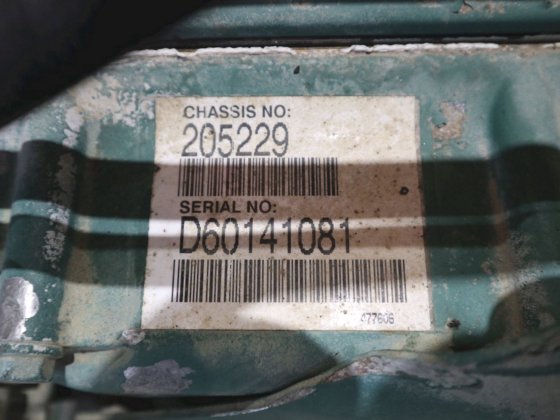 CHASSIS NO:
205229
SERIAL NO:
D60141081
477606